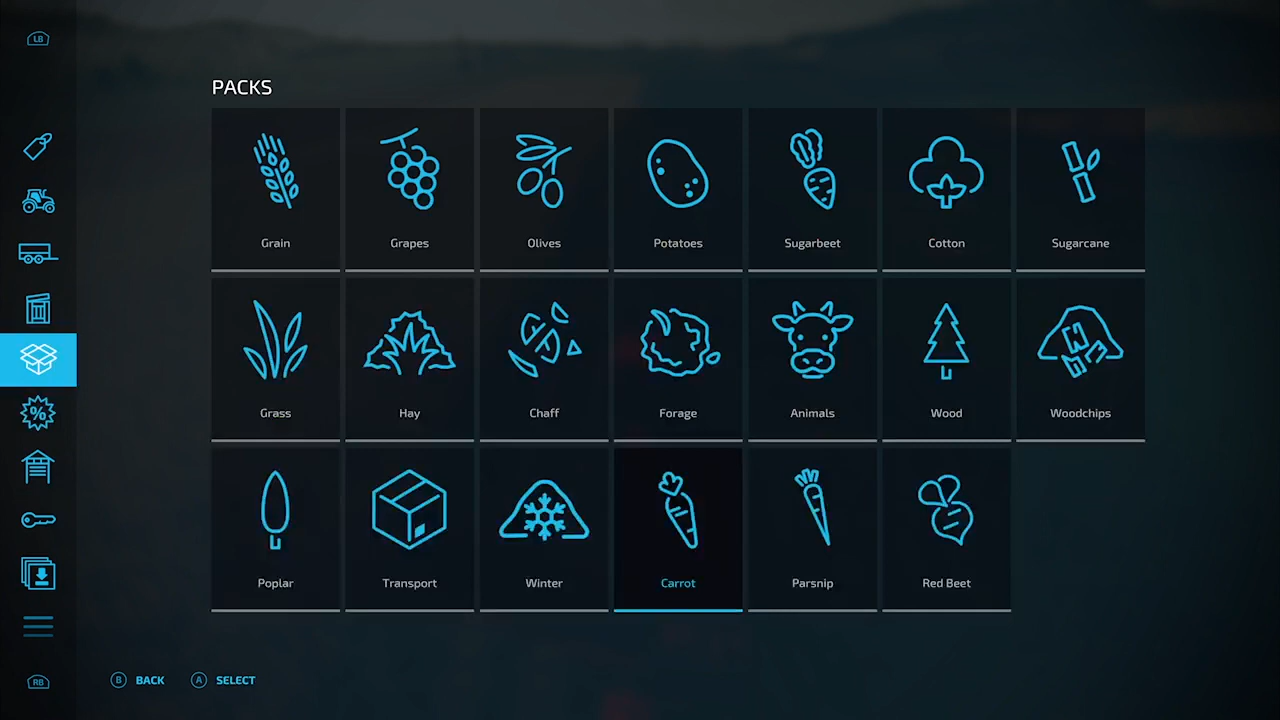 LB
PACKS
Grain
Grapes
Olives
Potatoes
Sugarbeet
Cotton
Sugarcane
Grass
Hay
Chaff
Forage
Animals
Wood
Woodchips
%
Poplar
Transport
Winter
Carrot
Parsnip
Red Beet
B BACK
A SELECT
RB